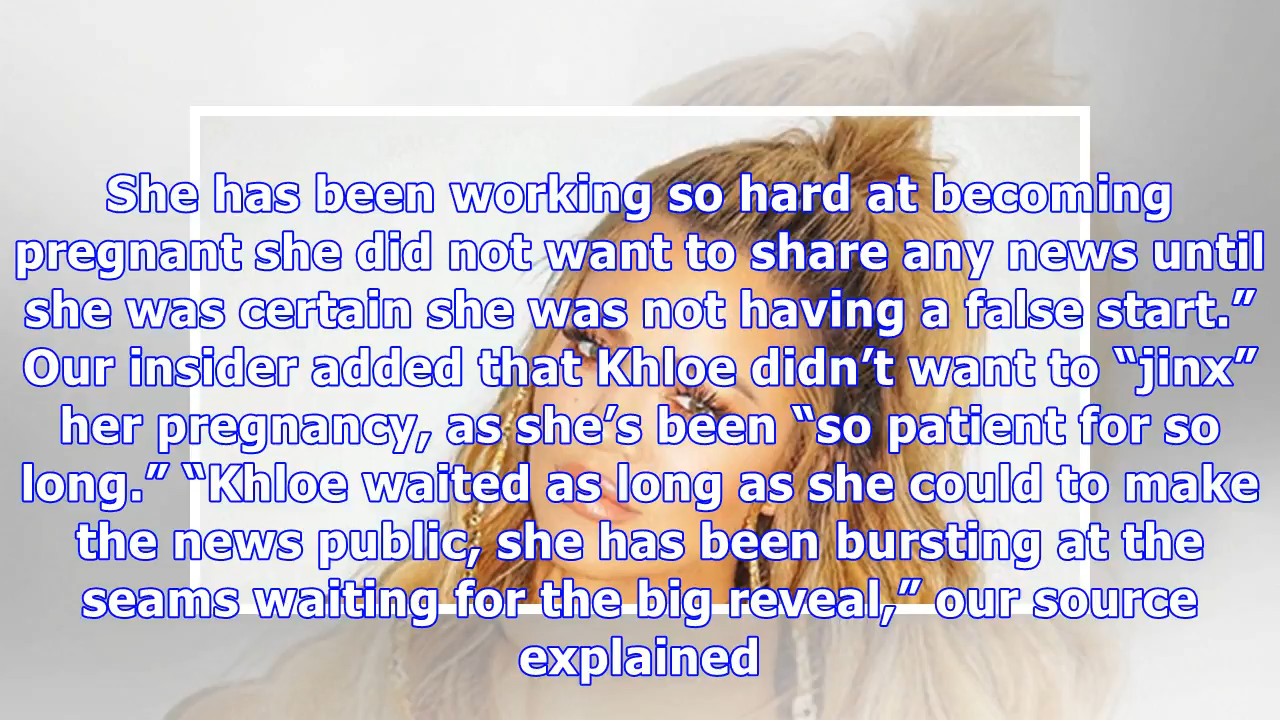 She has been working so hard at becoming
pregnant she did not want to share any news until
she was certain she was not having a false start.”
Our insider added that Khloe didn’t want to “jinx”
her pregnancy, as she’s been “so patient for so
long.” “Khloe waited as long as she could to make
the news public, she has been bursting at the
seams waiting for the big reveal,” our source
explained